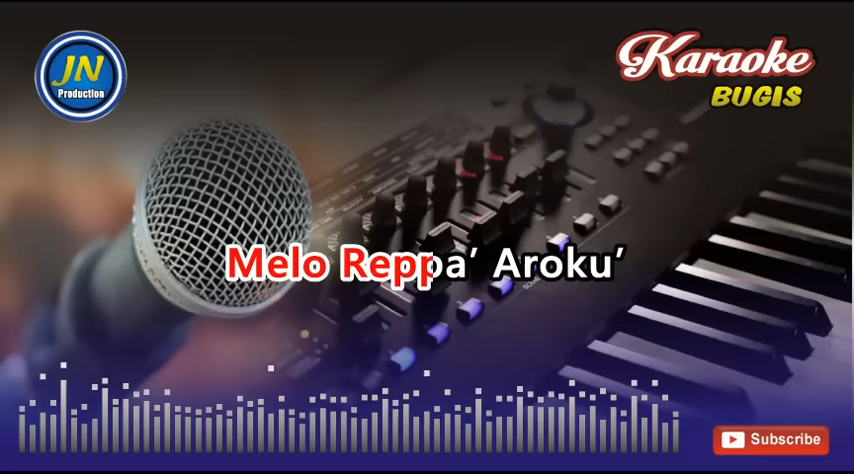 JN
Production
Karaoke
BUGIS
Melo Reppa' Aroku'
Subscribe